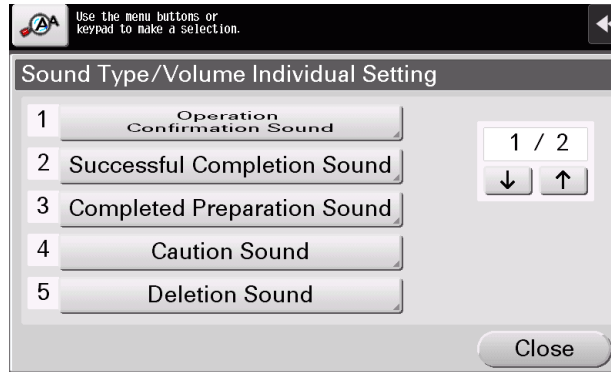 Use the menu buttons or
keypad to make a selection.
Sound Type/Volume Individual Setting
1 Operation
Confirmation Sound
2 Successful Completion Sound
3 Completed Preparation Sound
4 Caution Sound
5 Deletion Sound
1 / 2
↓ ↑
Close